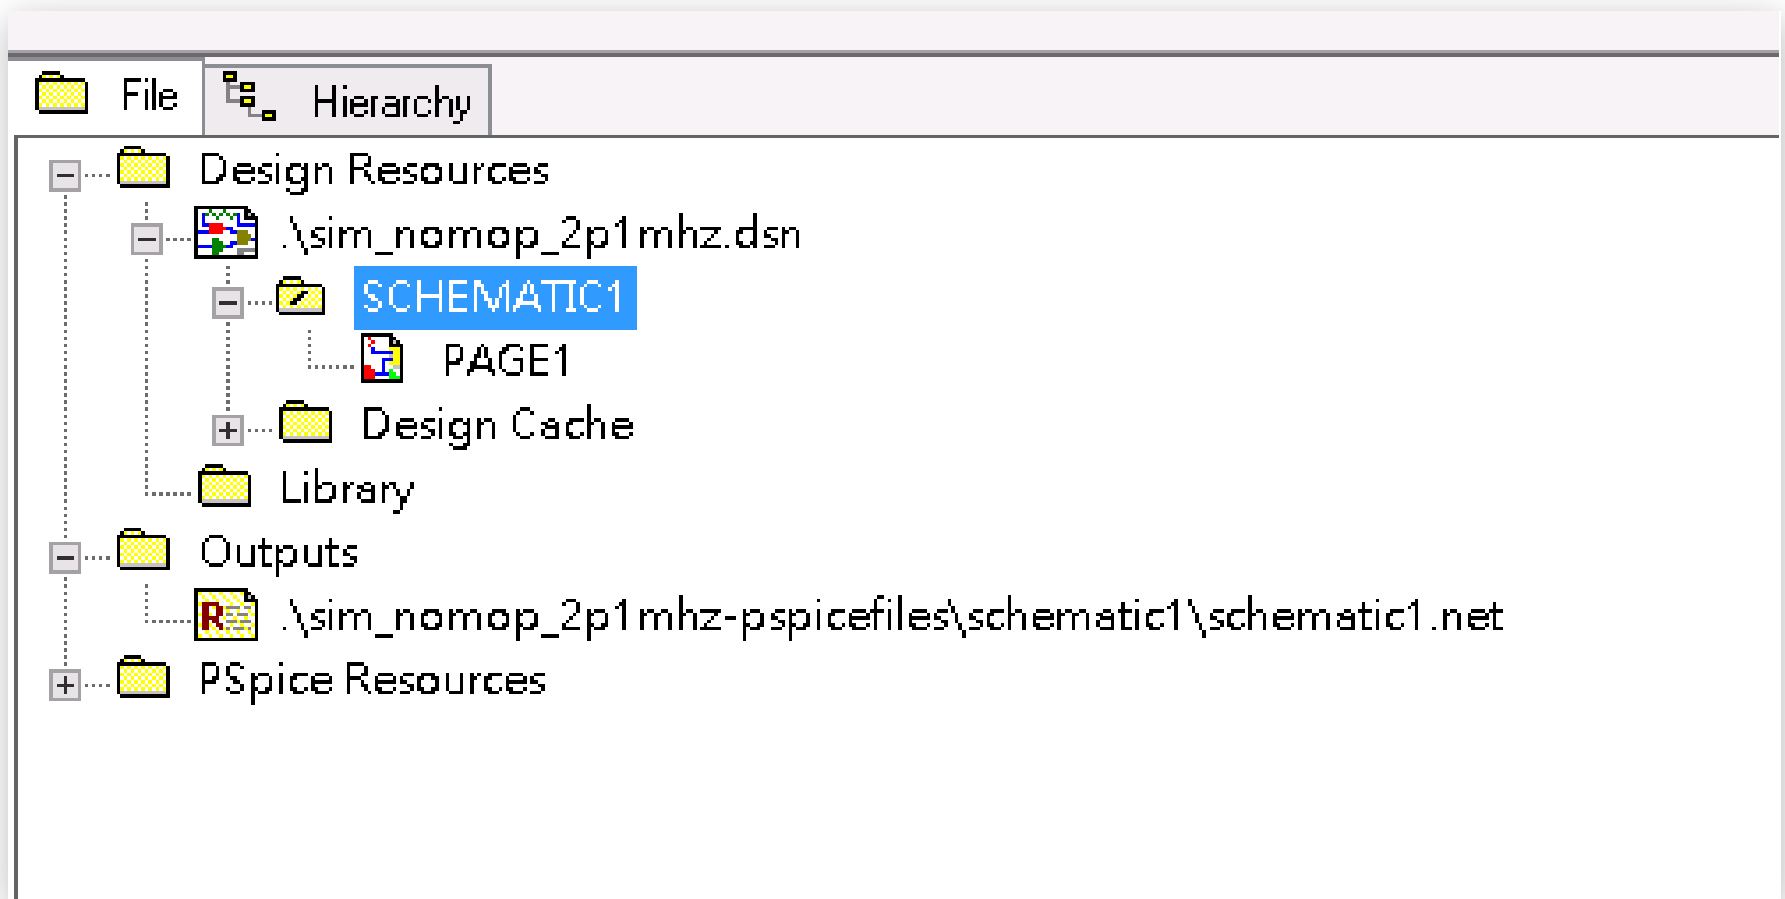 File Hierarchy
Design Resources
.\sim_nomop_2p1mhz.dsn
SCHEMATIC1
PAGE1
Design Cache
Library
Outputs
.\sim_nomop_2p1mhz-pspicefiles\schematic1\schematic1.net
PSpice Resources